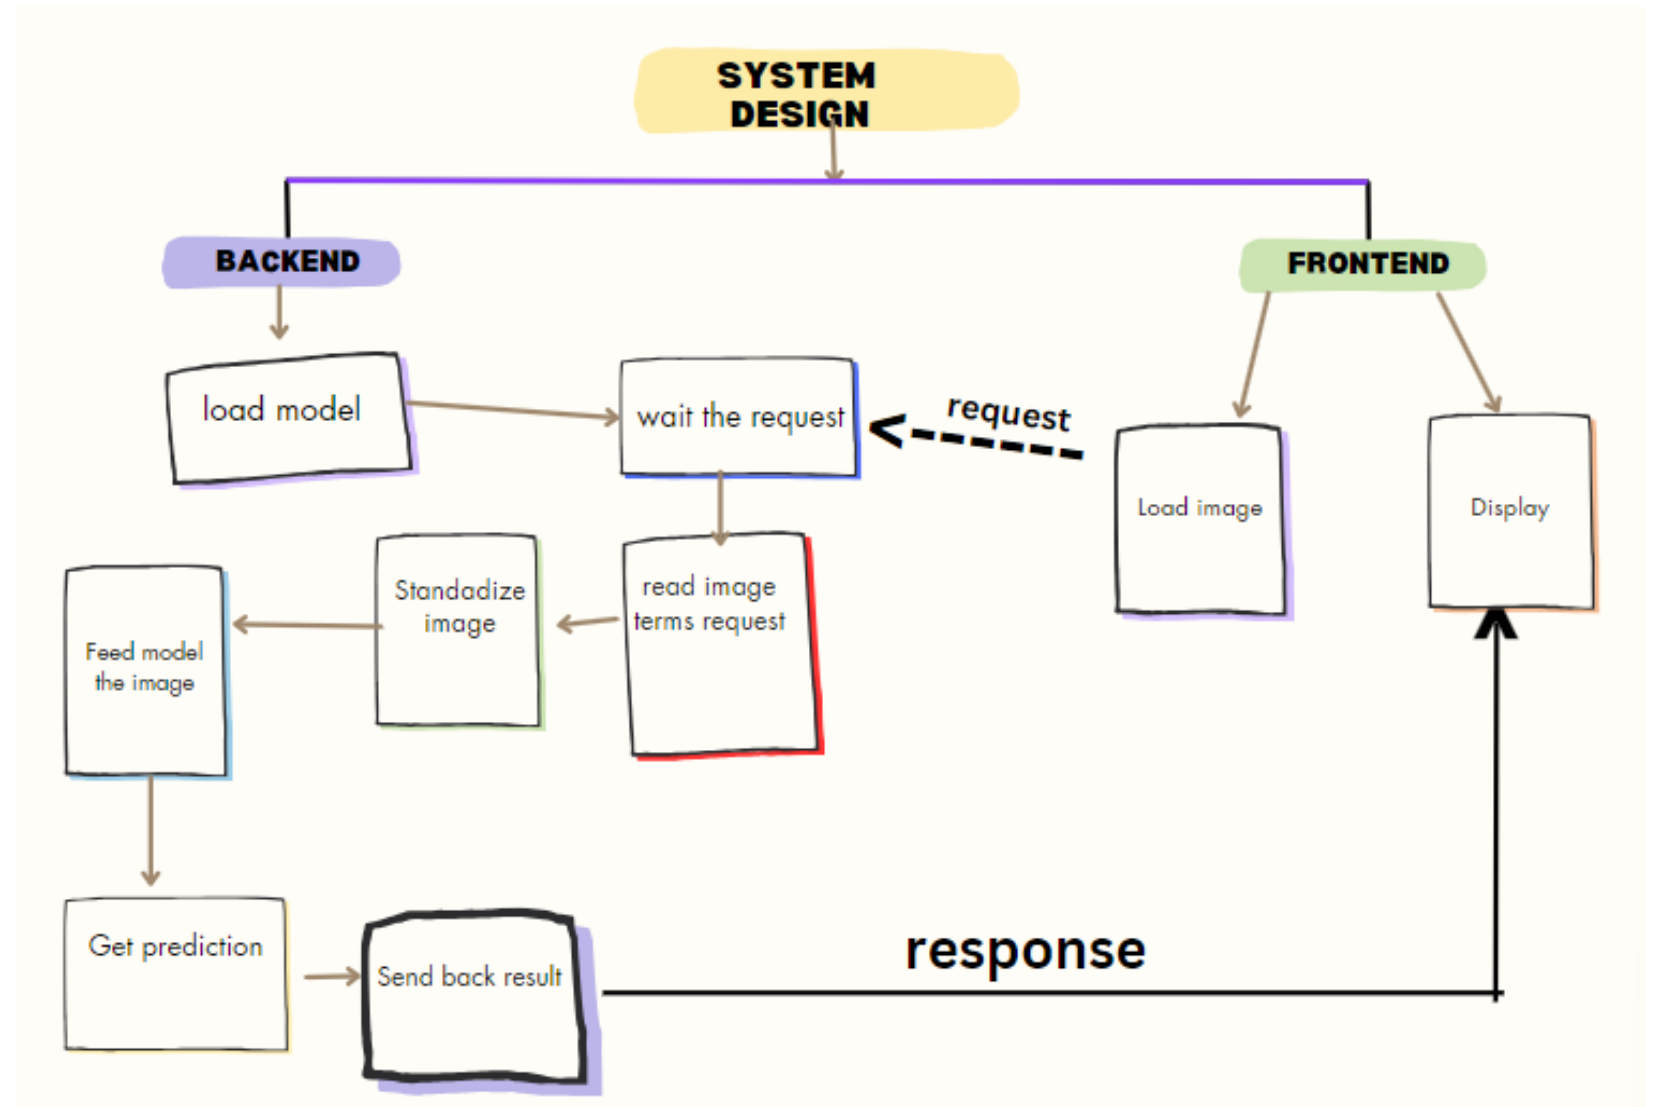 SYSTEM
DESIGN
BACKEND
FRONTEND
load model
wait the request
request
Load image
Display
read image
terms request
Standadize
image
Feed model
the image
Get prediction
Send back result
response